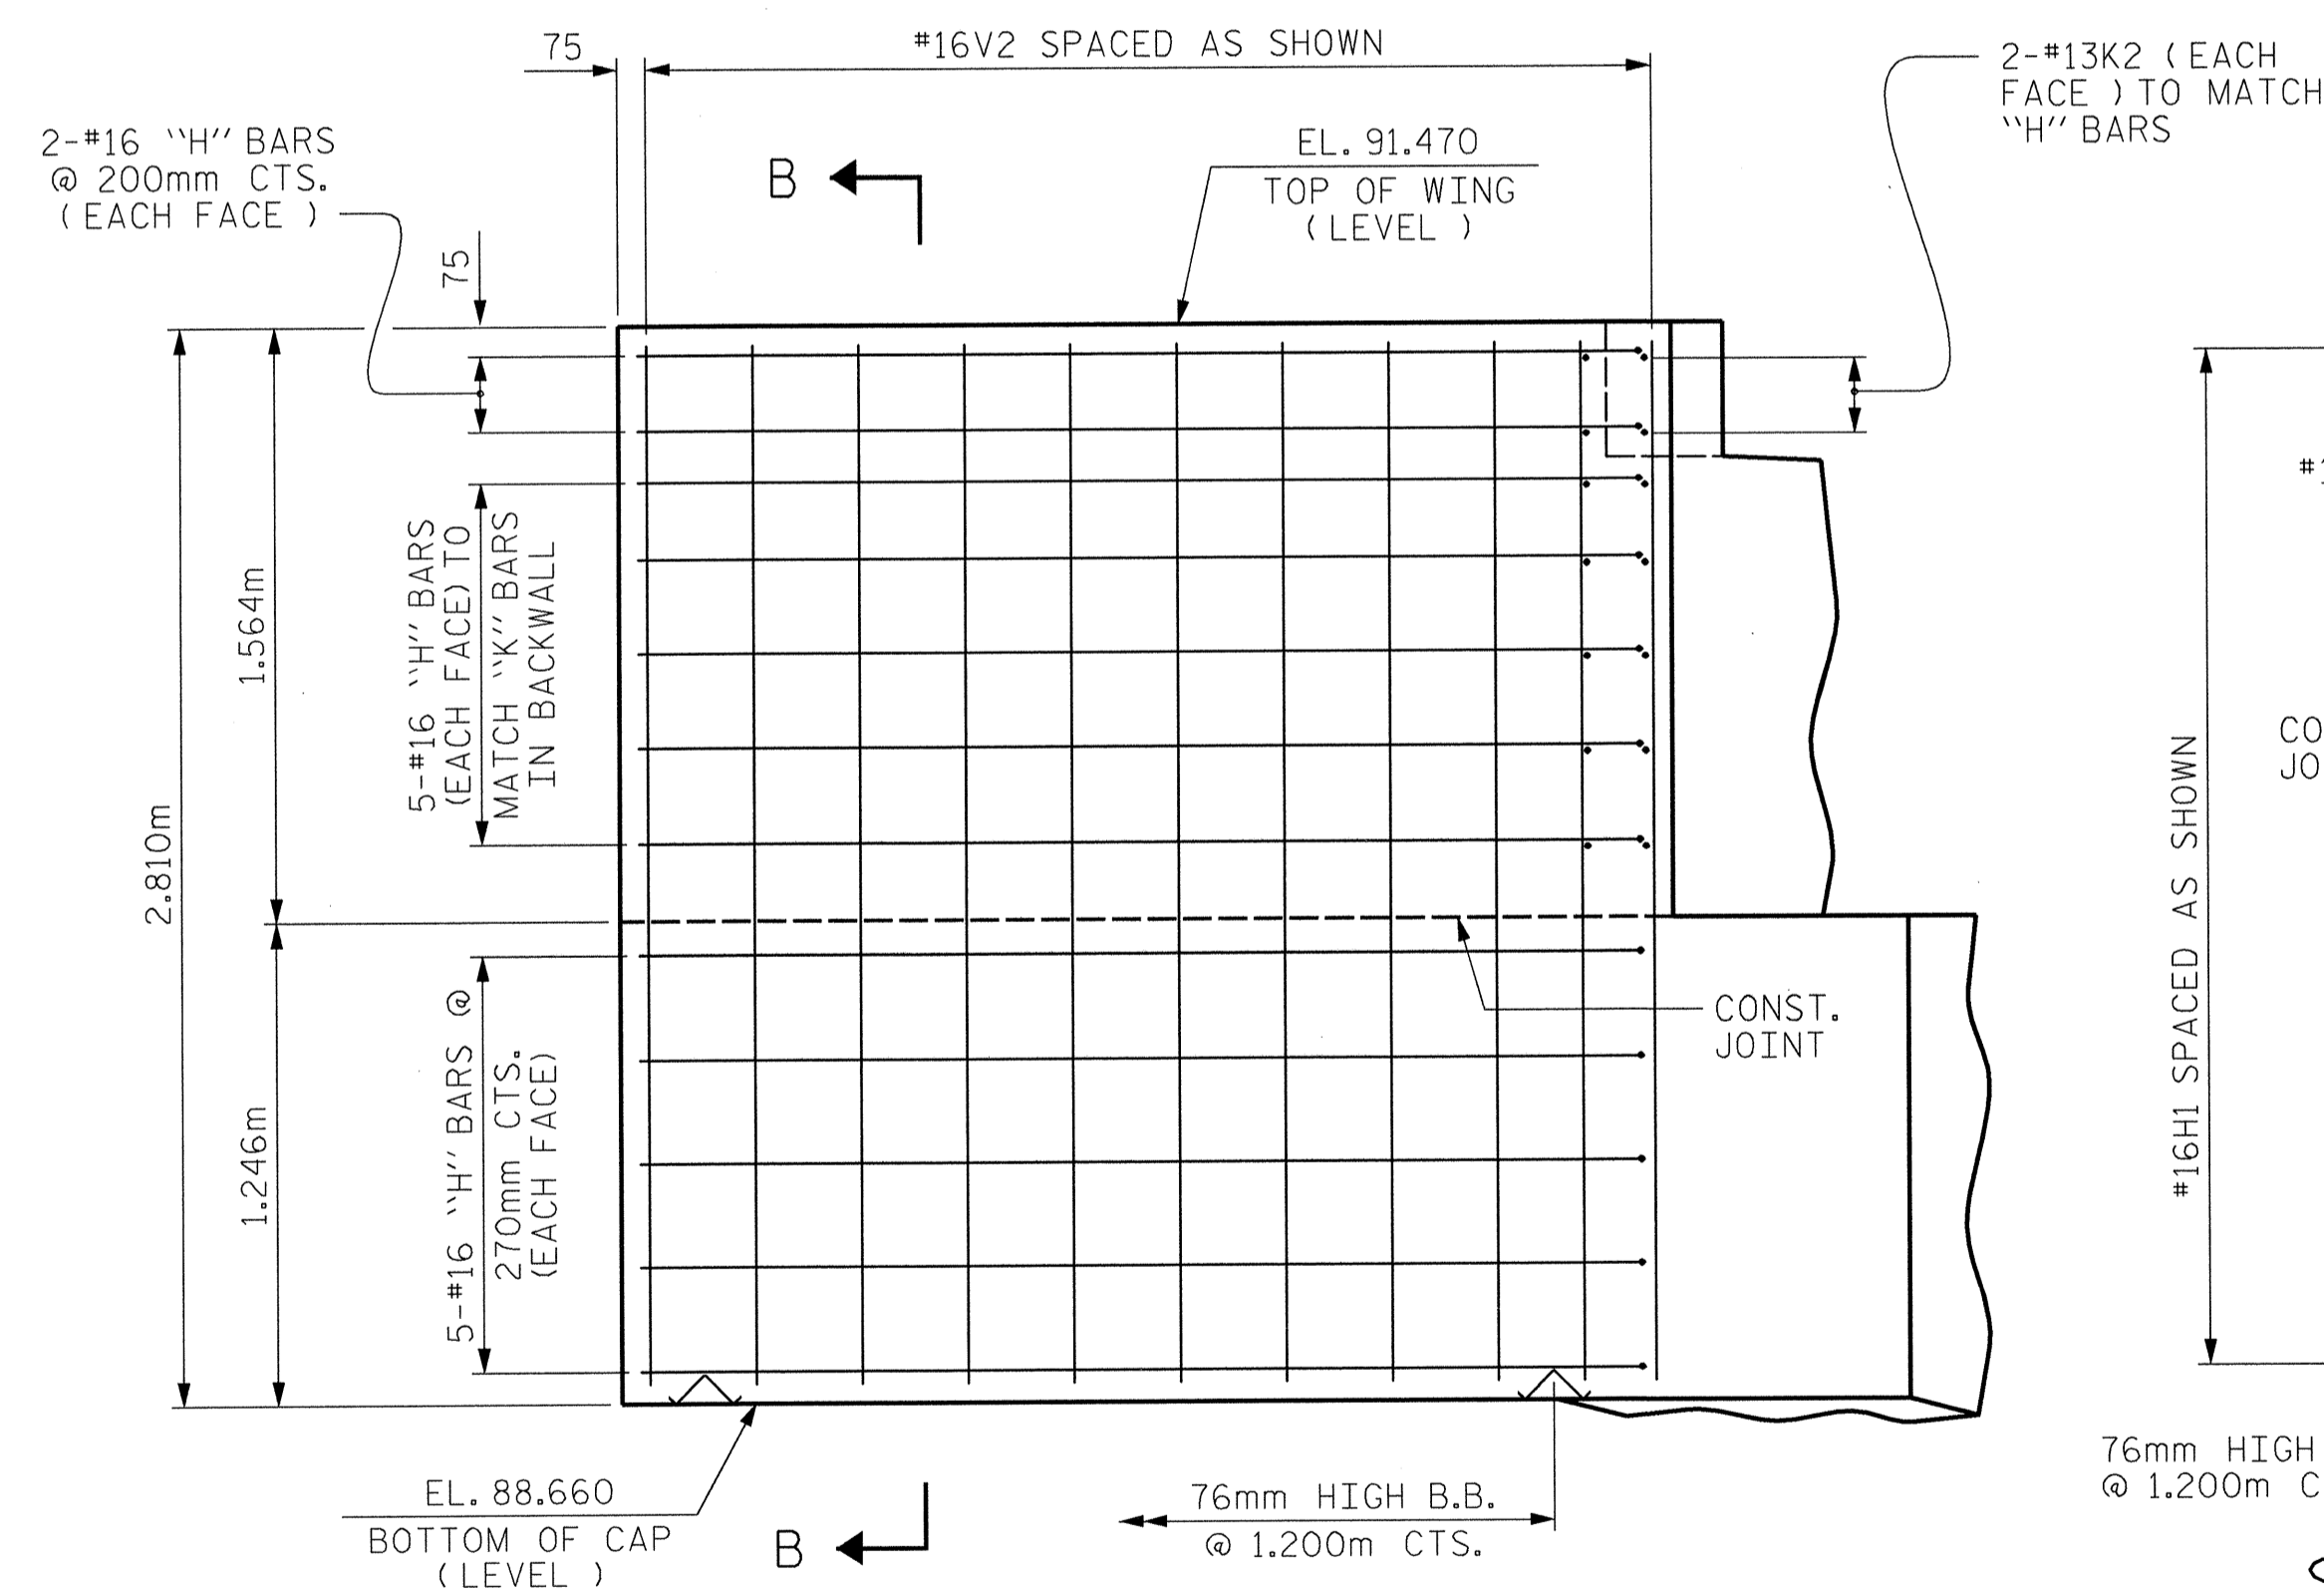 75
#16V2 SPACED AS SHOWN
2-#13K2 ( EACH
FACE ) TO MATCH
``H'' BARS
2-#16 ``H'' BARS
@ 200mm CTS.
( EACH FACE )
B
EL. 91.470
TOP OF WING
( LEVEL )
75
5-#16 ``H'' BARS
(EACH FACE) TO
MATCH ``K'' BARS
IN BACKWALL
1.564m
2.810m
1.246m
5-#16 ``H'' BARS @
270mm CTS.
(EACH FACE)
CONST.
JOINT
#16H1 SPACED AS SHOWN
CO
JO
EL. 88.660
BOTTOM OF CAP
( LEVEL )
B
76mm HIGH B.B.
@ 1.200m CTS.
76mm HIGH
@ 1.200m C